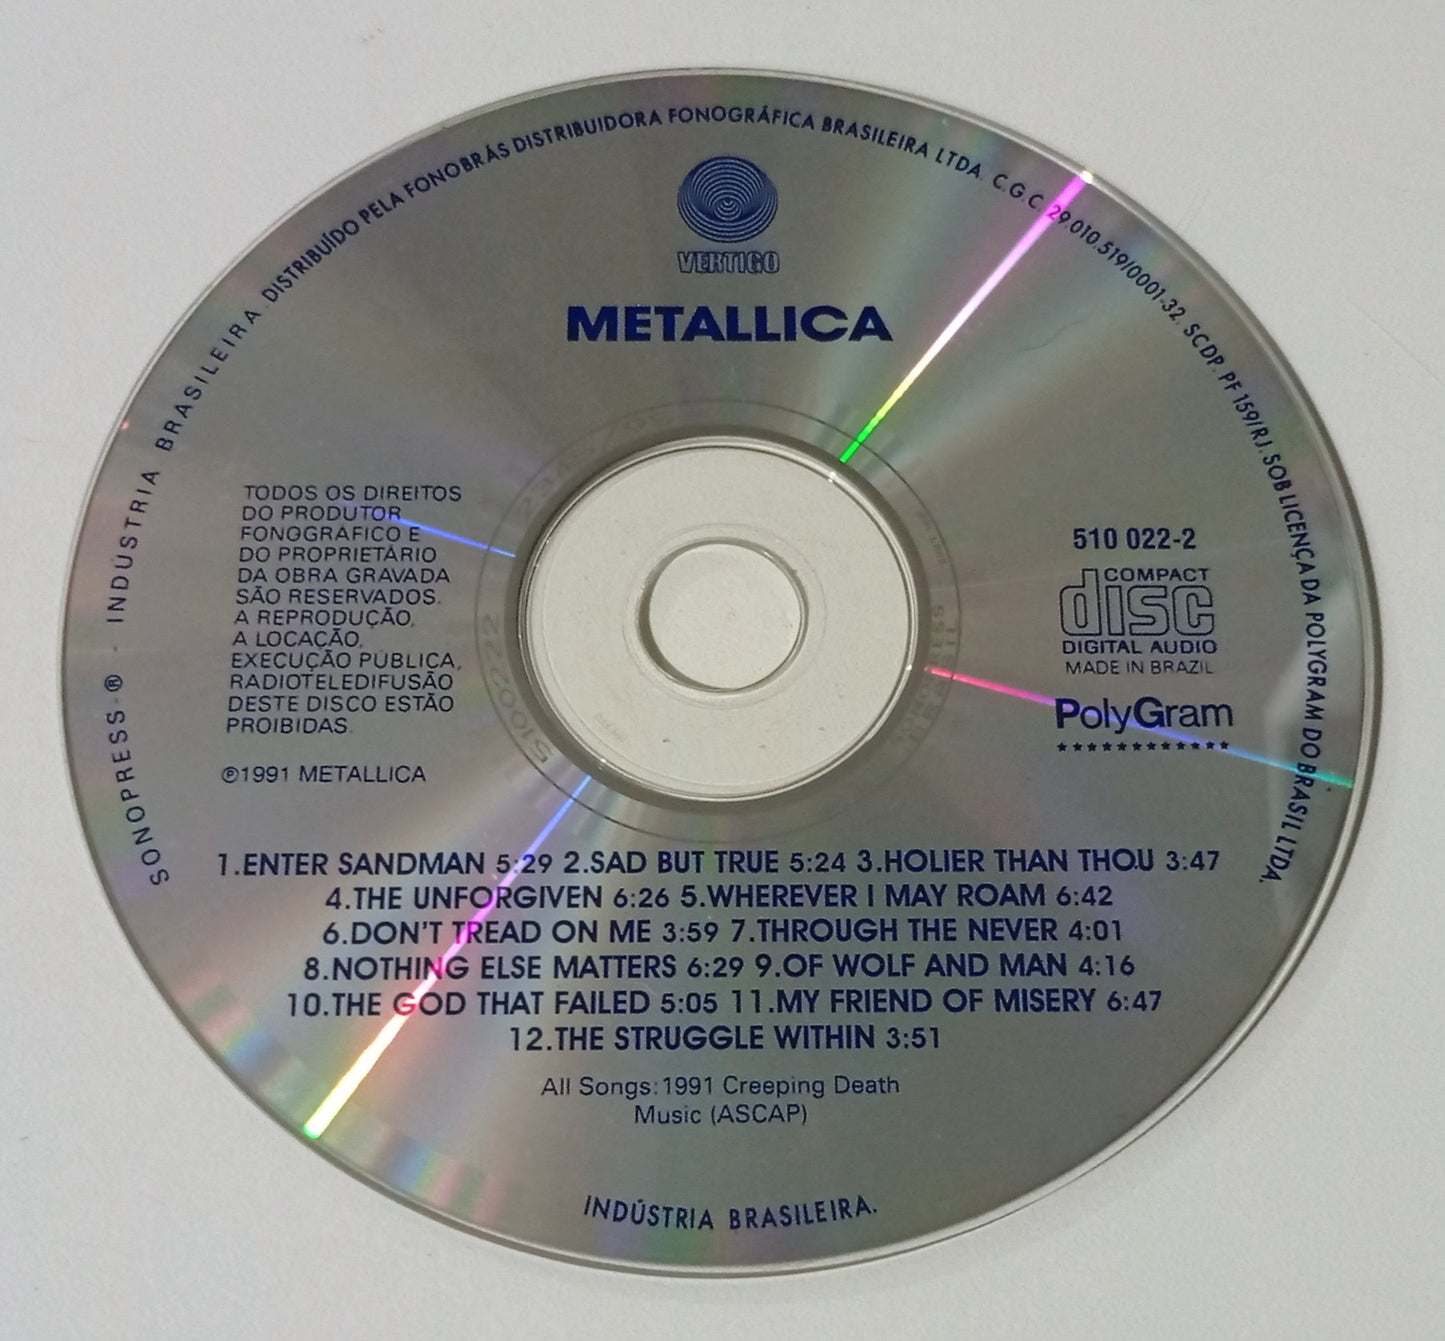 SONOPRESS-® - INDÚSTRIA BRASILEIRA. DISTRIBUÍDO PELA FONOBRÁS DISTRIBUIDORA FONOGRÁFICA BRASILEIRA LTDA. C.G.C. 29.010.519/0001-32. SCDP. PF 159/RJ. SOB LICENÇA DA POLYGRAM DO BRASIL LTDA.
VERTIGO
METALLICA
TODOS OS DIREITOS
DO PRODUTOR
FONOGRÁFICO E
DO PROPRIETÁRIO
DA OBRA GRAVADA
SÃO RESERVADOS.
A REPRODUÇÃO,
A LOCAÇÃO,
EXECUÇÃO PÚBLICA,
RADIOTELEDIFUSÃO
DESTE DISCO ESTÃO
PROIBIDAS.
℗1991 METALLICA
510 022-2
COMPACT
disc
DIGITAL AUDIO
MADE IN BRAZIL
PolyGram
5100222
1.ENTER SANDMAN 5:29 2.SAD BUT TRUE 5:24 3.HOLIER THAN THOU 3:47
4.THE UNFORGIVEN 6:26 5.WHEREVER I MAY ROAM 6:42
6.DON'T TREAD ON ME 3:59 7.THROUGH THE NEVER 4:01
8.NOTHING ELSE MATTERS 6:29 9.OF WOLF AND MAN 4:16
10.THE GOD THAT FAILED 5:05 11.MY FRIEND OF MISERY 6:47
12.THE STRUGGLE WITHIN 3:51
All Songs:1991 Creeping Death
Music (ASCAP)
INDÚSTRIA BRASILEIRA.